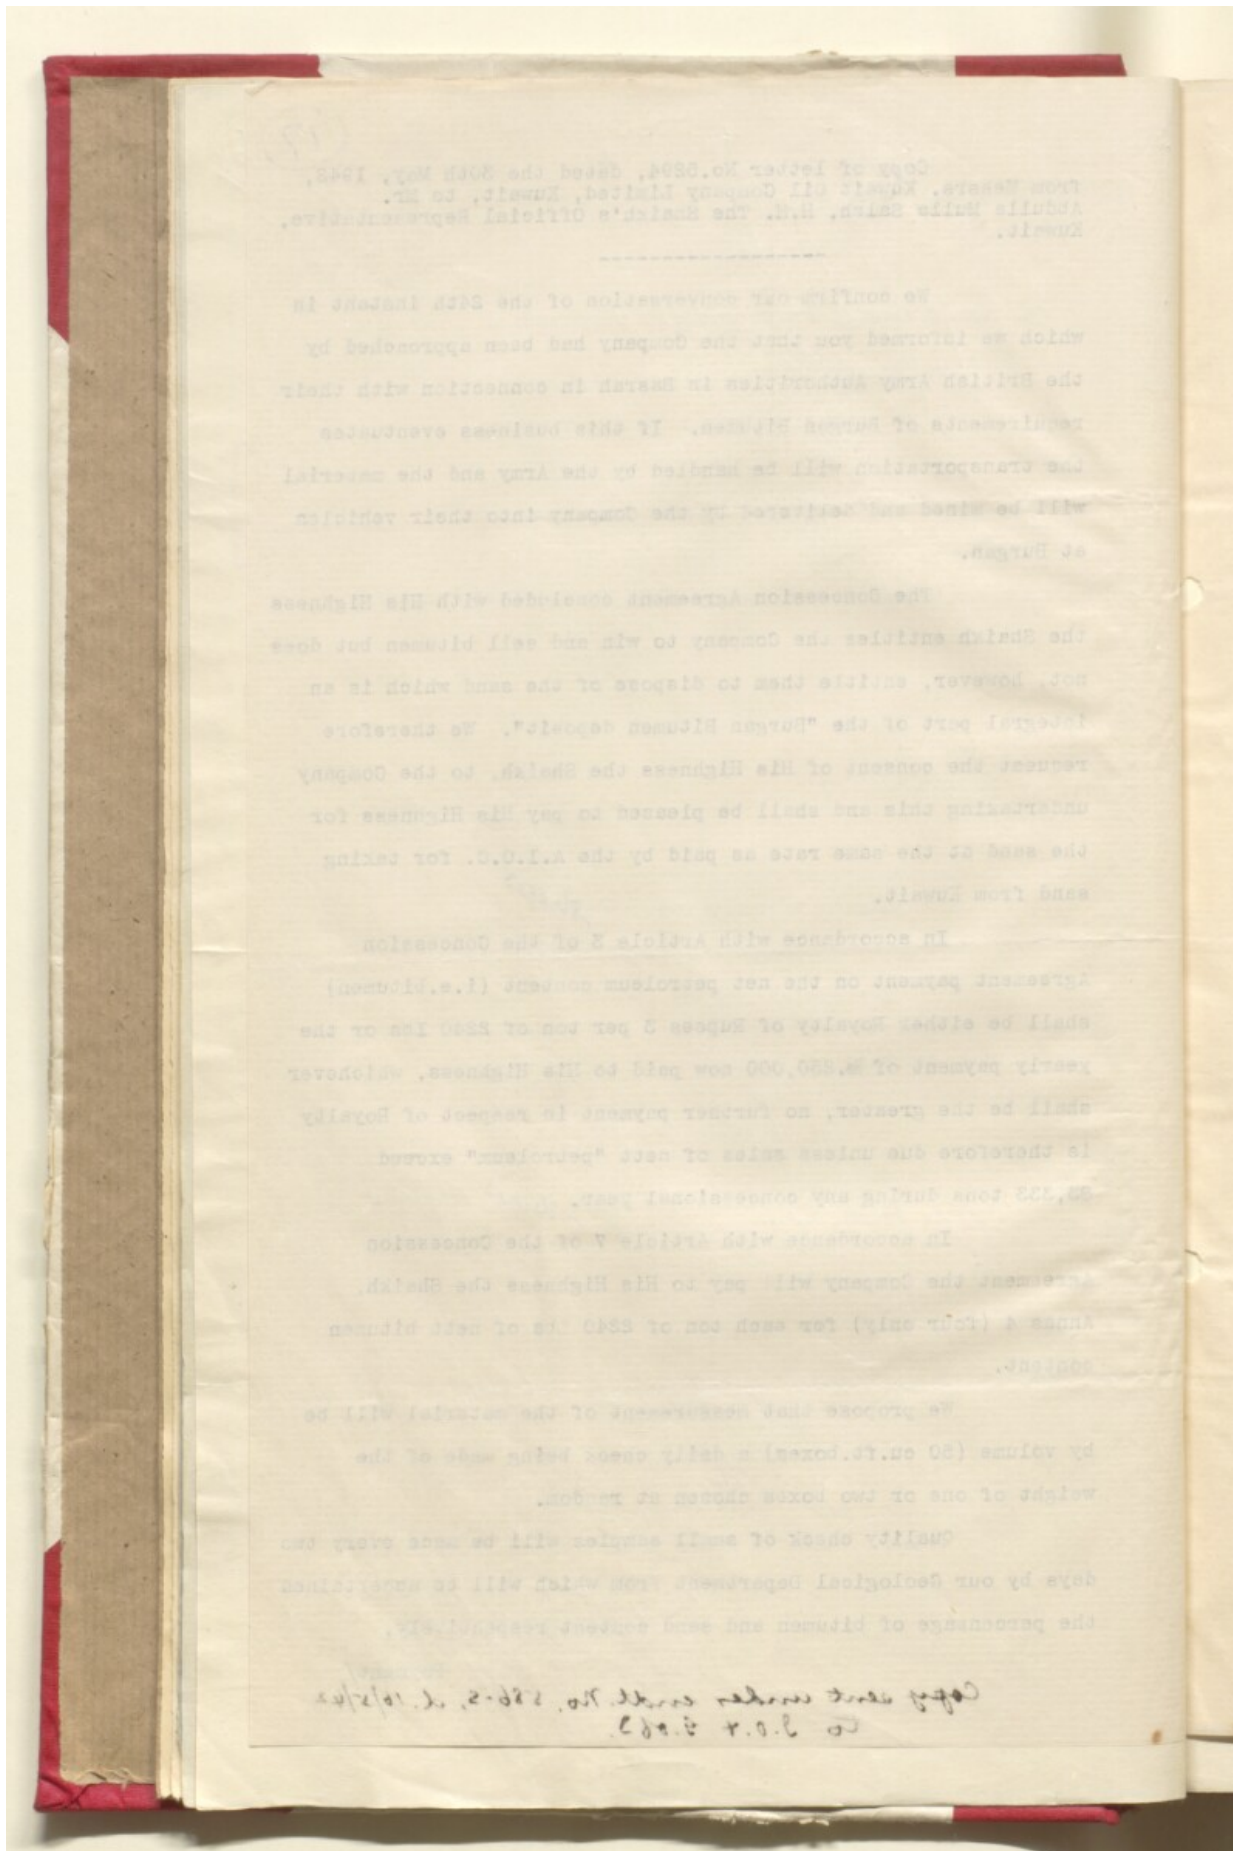 Copy of letter No.5294, dated the 30th May, 1942,
from Messrs. Kuwait Oil Company Limited, Kuwait, to Mr.
Abdulla Mulla Saleh, H.H. The Shaikh's Official Representative,
Kuwait.
We confirm our conversation of the 24th instant in
which we informed you that the Company had been approached by
the British Army Authorities in Basrah in connection with their
requirements of Burgan Bitumen. If this business eventuates
the transportation will be handled by the Army and the material
will be mined and delivered by the Company into their vehicles
at Burgan.
The Concession Agreement concluded with His Highness
the Shaikh entitles the Company to win and sell bitumen but does
not, however, entitle them to dispose of the sand which is an
integral part of the "Burgan Bitumen deposit". We therefore
request the consent of His Highness the Shaikh, to the Company
undertaking this and shall be pleased to pay His Highness for
the sand at the same rate as paid by the A.I.O.C. for taking
sand from Kuwait.
In accordance with Article 3 of the Concession
Agreement payment on the net petroleum content (i.e.bitumen)
shall be either Royalty of Rupees 3 per ton of 2240 lbs or the
yearly payment of Rs.250,000 now paid to His Highness, whichever
shall be the greater, no further payment in respect of Royalty
is therefore due unless sales of nett "petroleum" exceed
83,333 tons during any concessional year.
In accordance with Article 7 of the Concession
Agreement the Company will pay to His Highness the Shaikh,
Annas 4 (four only) for each ton of 2240 lbs of nett bitumen
content.
We propose that measurement of the material will be
by volume (50 cu.ft.boxes) a daily check being made of the
weight of one or two boxes chosen at random.
Quality check of small samples will be made every two
days by our Geological Department from which will be ascertained
the percentage of bitumen and sand content respectively.
Copy sent under endt. No. 586-S, d.
to I.O. &